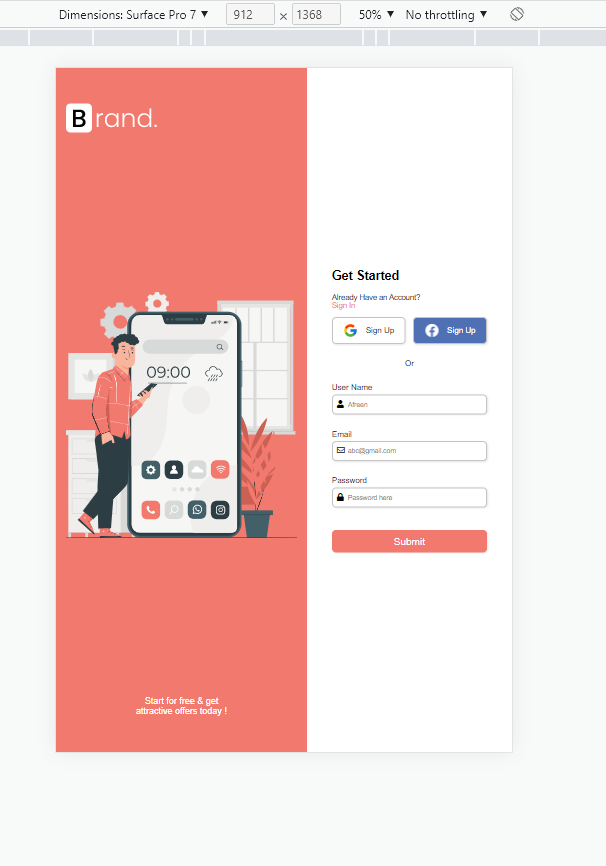 Dimensions: Surface Pro 7 ▼ 912 × 1368 50% ▼ No throttling ▼
Brand.
09:00
Start for free & get
attractive offers today !
Get Started
Already Have an Account?
Sign In
Sign Up
Sign Up
Or
User Name
Afreen
Email
abc@gmail.com
Password
Password here
Submit